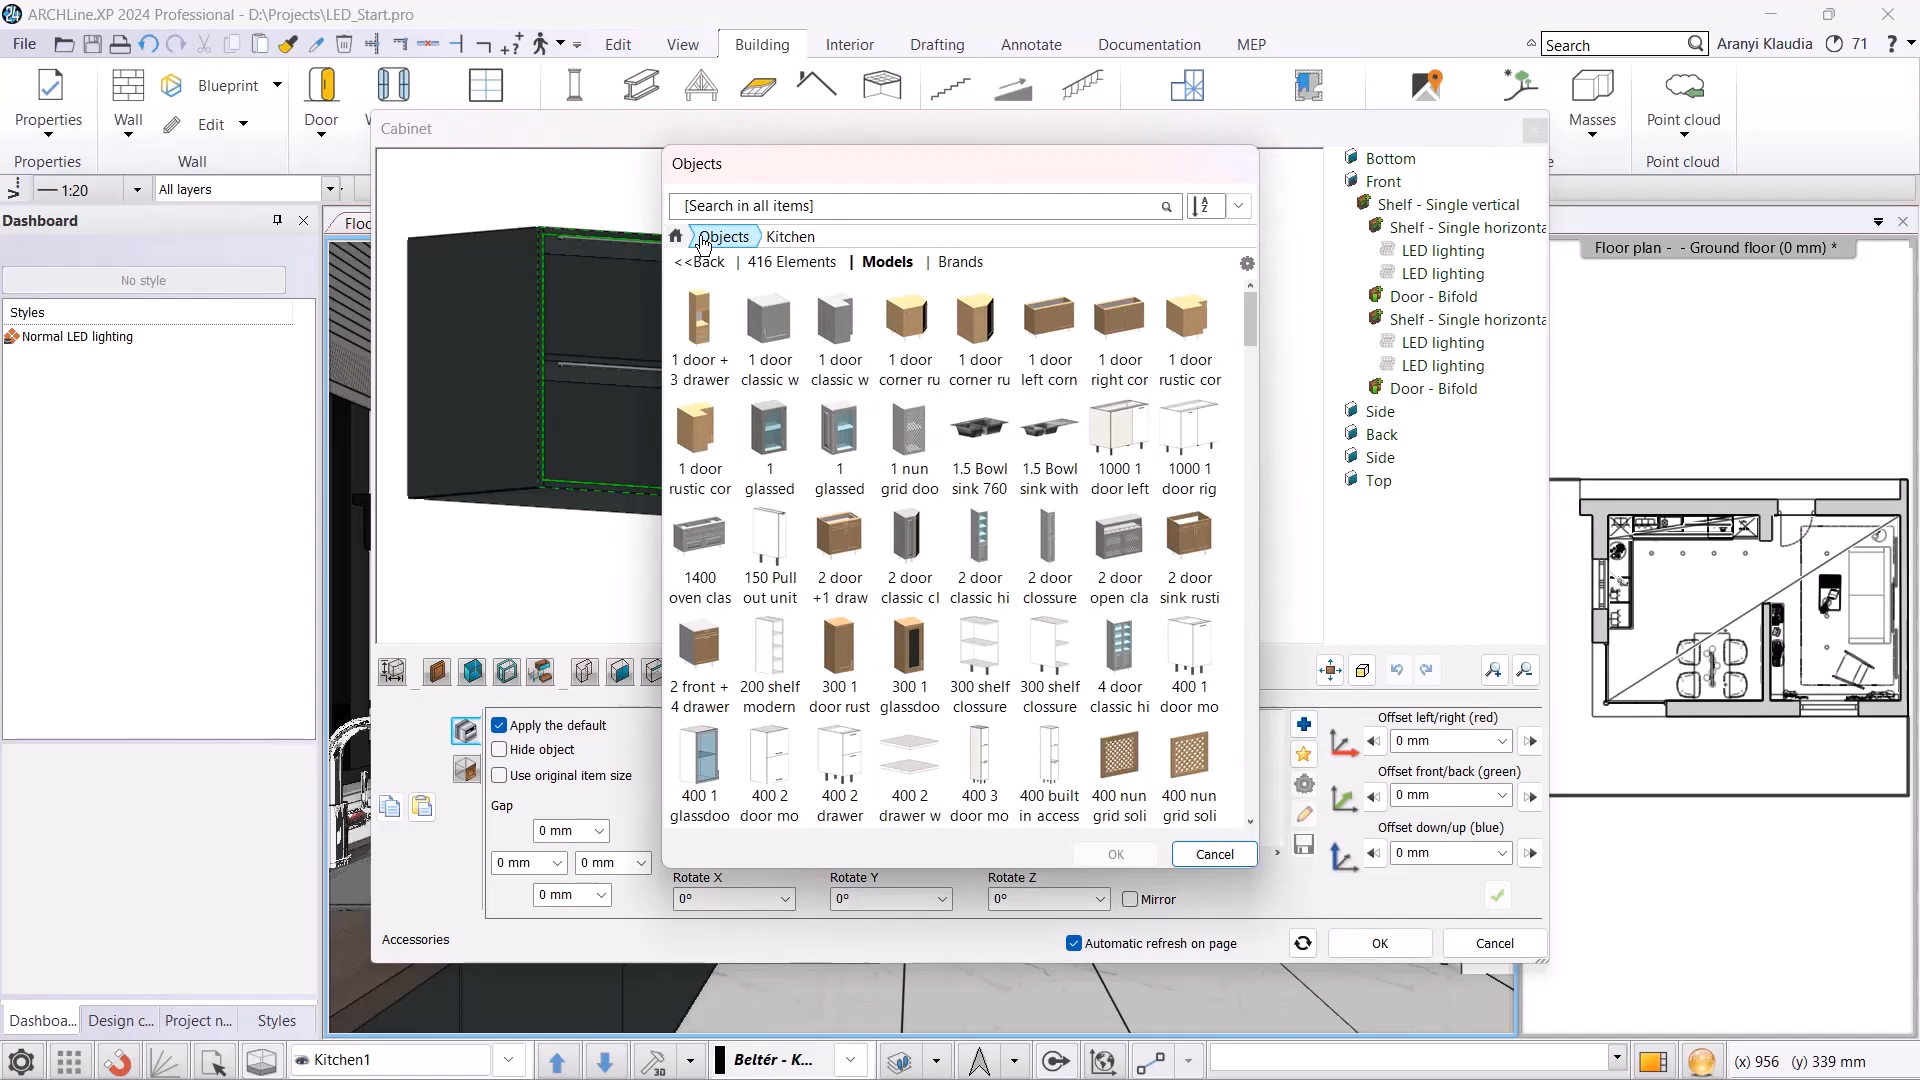 ARCHLine.XP 2024 Professional - D:\Projects\LED_Start.pro
File
Edit
View
Building
Interior
Drafting
Annotate
Documentation
MEP
Search
Aranyi Klaudia
71
?
Properties
Wall
Blueprint
Edit
Door
Masses
Point cloud
Properties
Wall
Point cloud
1:20
All layers
Dashboard
No style
Styles
Normal LED lighting
Dashboa...
Design c...
Project n...
Styles
Cabinet
Objects
[Search in all items]
Objects
Kitchen
<<Back | 416 Elements | Models | Brands
1 door +
3 drawer
1 door
classic w
1 door
classic w
1 door
corner ru
1 door
corner ru
1 door
left corn
1 door
right cor
1 door
rustic cor
1 door
rustic cor
1
glassed
1
glassed
1 nun
grid doo
1.5 Bowl
sink 760
1.5 Bowl
sink with
1000 1
door left
1000 1
door rig
1400
oven clas
150 Pull
out unit
2 door
+1 draw
2 door
classic cl
2 door
classic hi
2 door
closure
2 door
open cla
2 door
sink rusti
2 front +
4 drawer
200 shelf
modern
300 1
door rust
300 1
glassdoo
300 shelf
closure
300 shelf
closure
4 door
classic hi
400 1
door mo
400 1
glassdoo
400 2
door mo
400 2
drawer
400 2
drawer w
400 3
door mo
400 built
in access
400 nun
grid soli
400 nun
grid soli
OK
Cancel
Bottom
Front
Shelf - Single vertical
Shelf - Single horizonta
LED lighting
LED lighting
Door - Bifold
Shelf - Single horizonta
LED lighting
LED lighting
Door - Bifold
Side
Back
Side
Top
Floor plan - - Ground floor (0 mm) *
Apply the default
Hide object
Use original item size
Gap
0 mm
0 mm
0 mm
0 mm
Rotate X
0°
Rotate Y
0°
Rotate Z
0°
Mirror
Offset left/right (red)
0 mm
Offset front/back (green)
0 mm
Offset down/up (blue)
0 mm
Accessories
Automatic refresh on page
OK
Cancel
Kitchen1
3D
Beltér - K...
(x) 956 (y) 339 mm